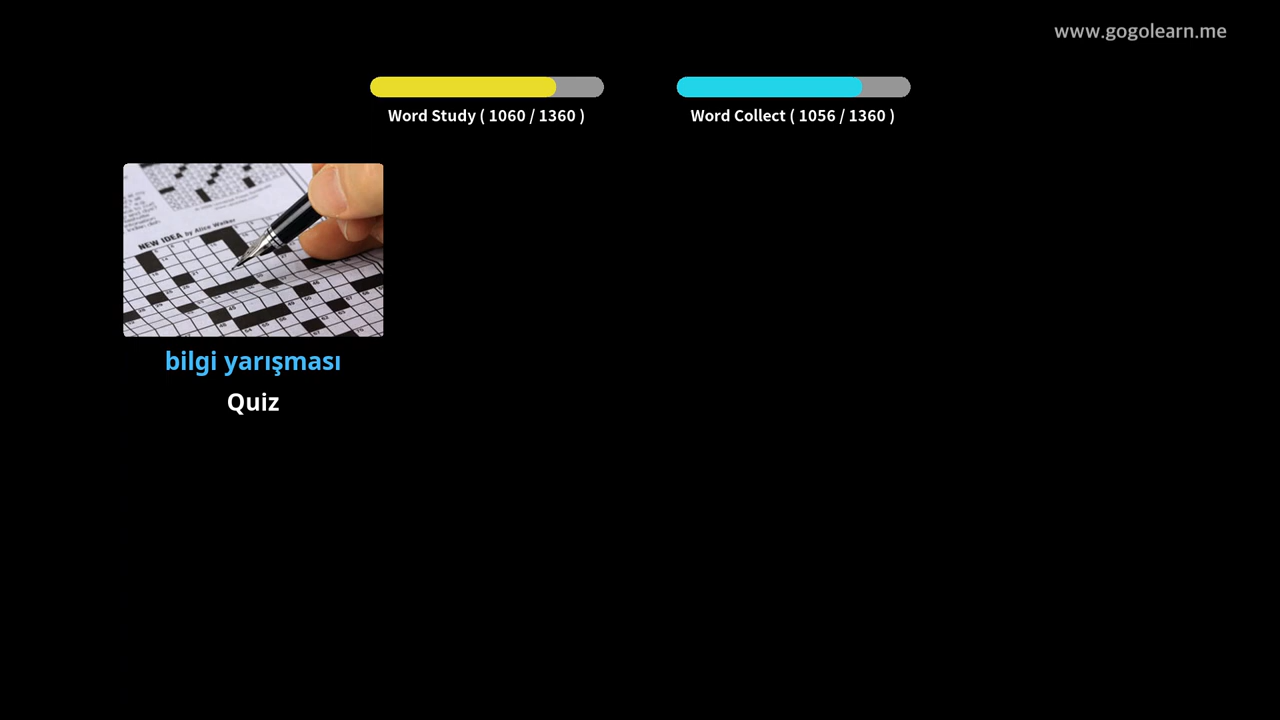 www.gogolearn.me
Word Study ( 1060 / 1360 )
Word Collect ( 1056 / 1360 )
NEW IDEA by Alice Walker
bilgi yarışması
Quiz